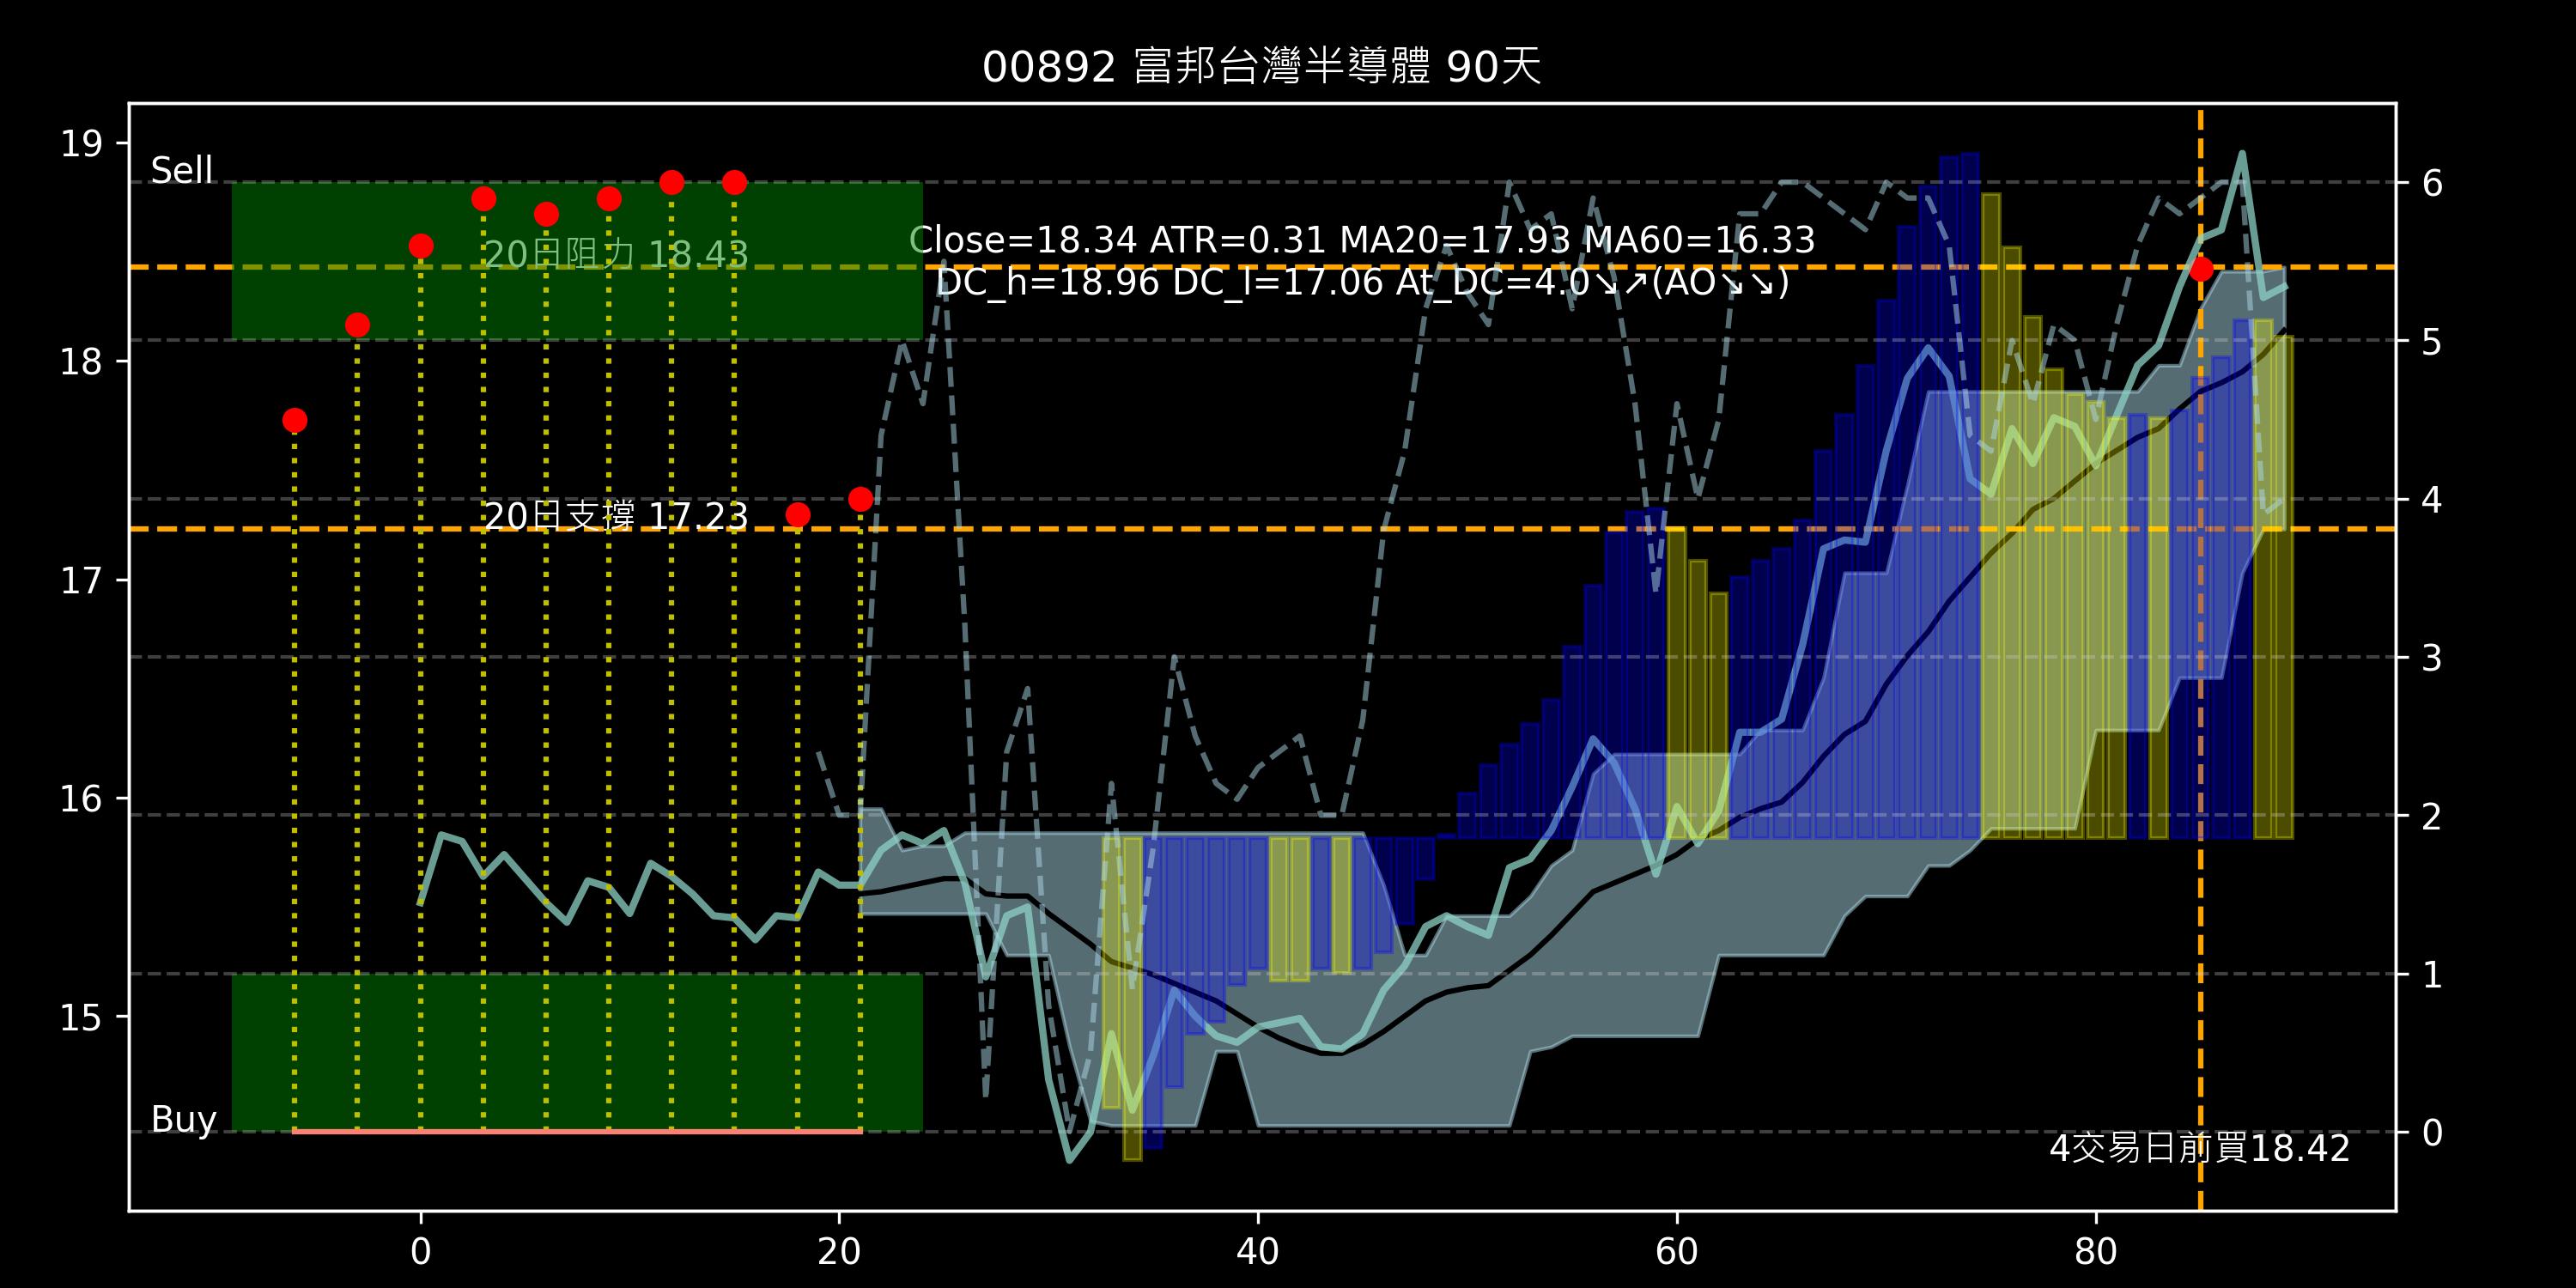 00892 富邦台灣半導體 90天
19
18
17
16
15
Sell
20日阻力 18.43
Close=18.34 ATR=0.31 MA20=17.93 MA60=16.33
DC_h=18.96 DC_l=17.06 At_DC=4.0↘↗(AO↘↘)
20日支撐 17.23
Buy
4交易日前買18.42
6
5
4
3
2
1
0
0
20
40
60
80